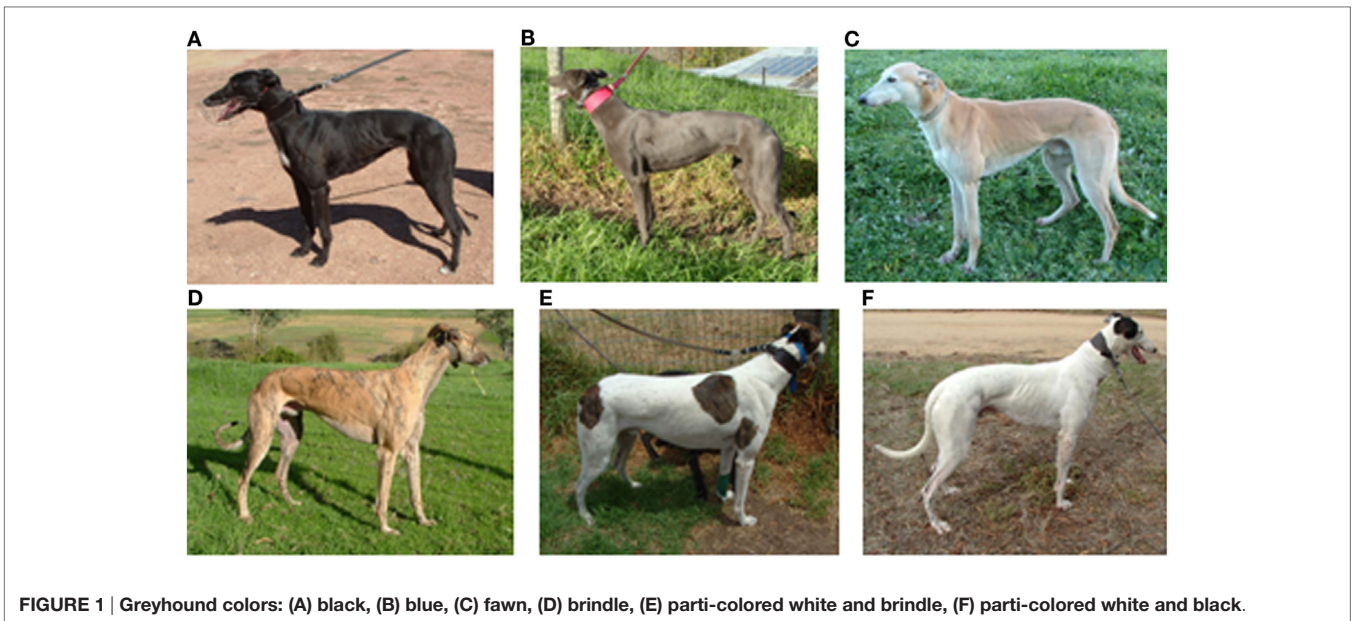 A
B
C
D
E
F
FIGURE 1 | Greyhound colors: (A) black, (B) blue, (C) fawn, (D) brindle, (E) parti-colored white and brindle, (F) parti-colored white and black.